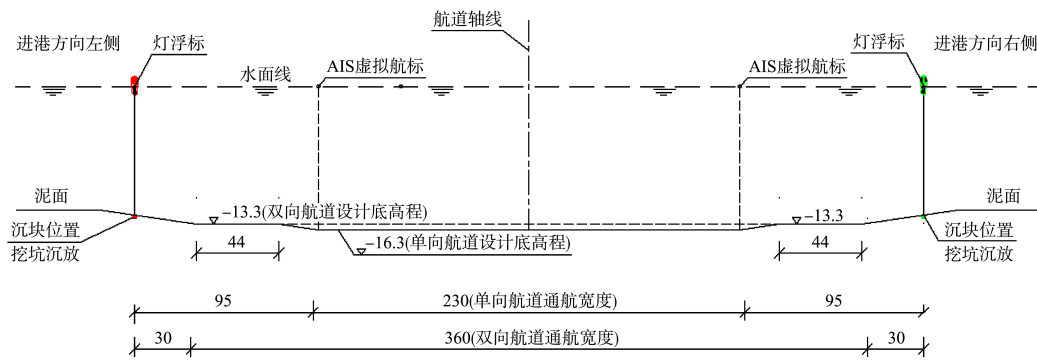 航道轴线
进港方向左侧
灯浮标
灯浮标
进港方向右侧
水面线
AIS虚拟航标
AIS虚拟航标
泥面
泥面
-13.3(双向航道设计底高程)
-13.3
沉块位置
挖坑沉放
-16.3(单向航道设计底高程)
沉块位置
挖坑沉放
44
44
95
230(单向航道通航宽度)
95
30
360(双向航道通航宽度)
30